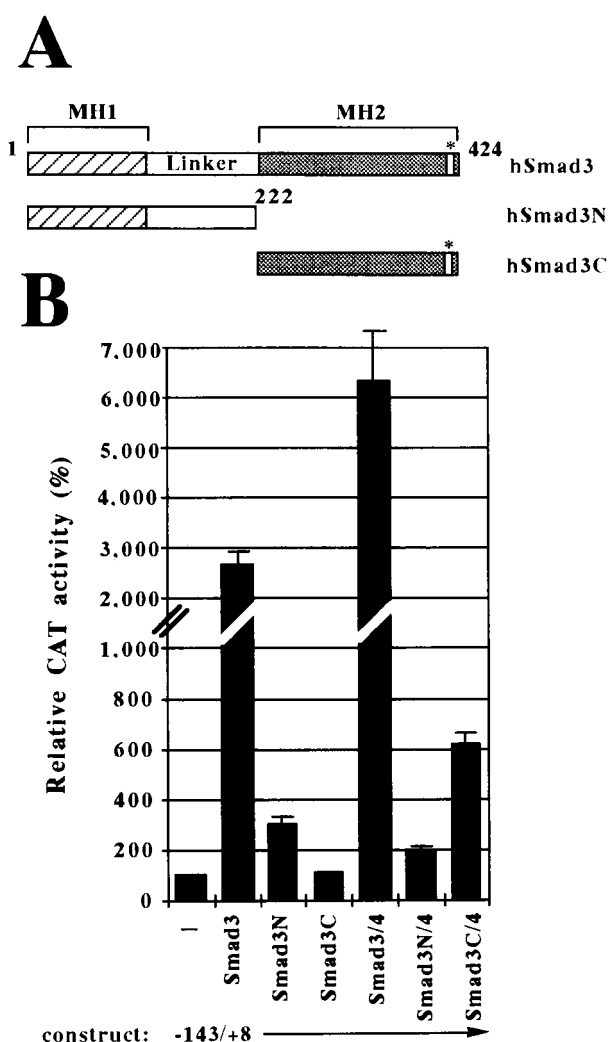 A
MH1 MH2
1 Linker * 424 hSmad3
222 hSmad3N
* hSmad3C
B
Relative CAT activity (%)
7,000
6,000
5,000
4,000
3,000
2,000
1,000
800
600
400
200
0
– Smad3 Smad3N Smad3C Smad3/4 Smad3N/4 Smad3C/4
construct: -143/+8